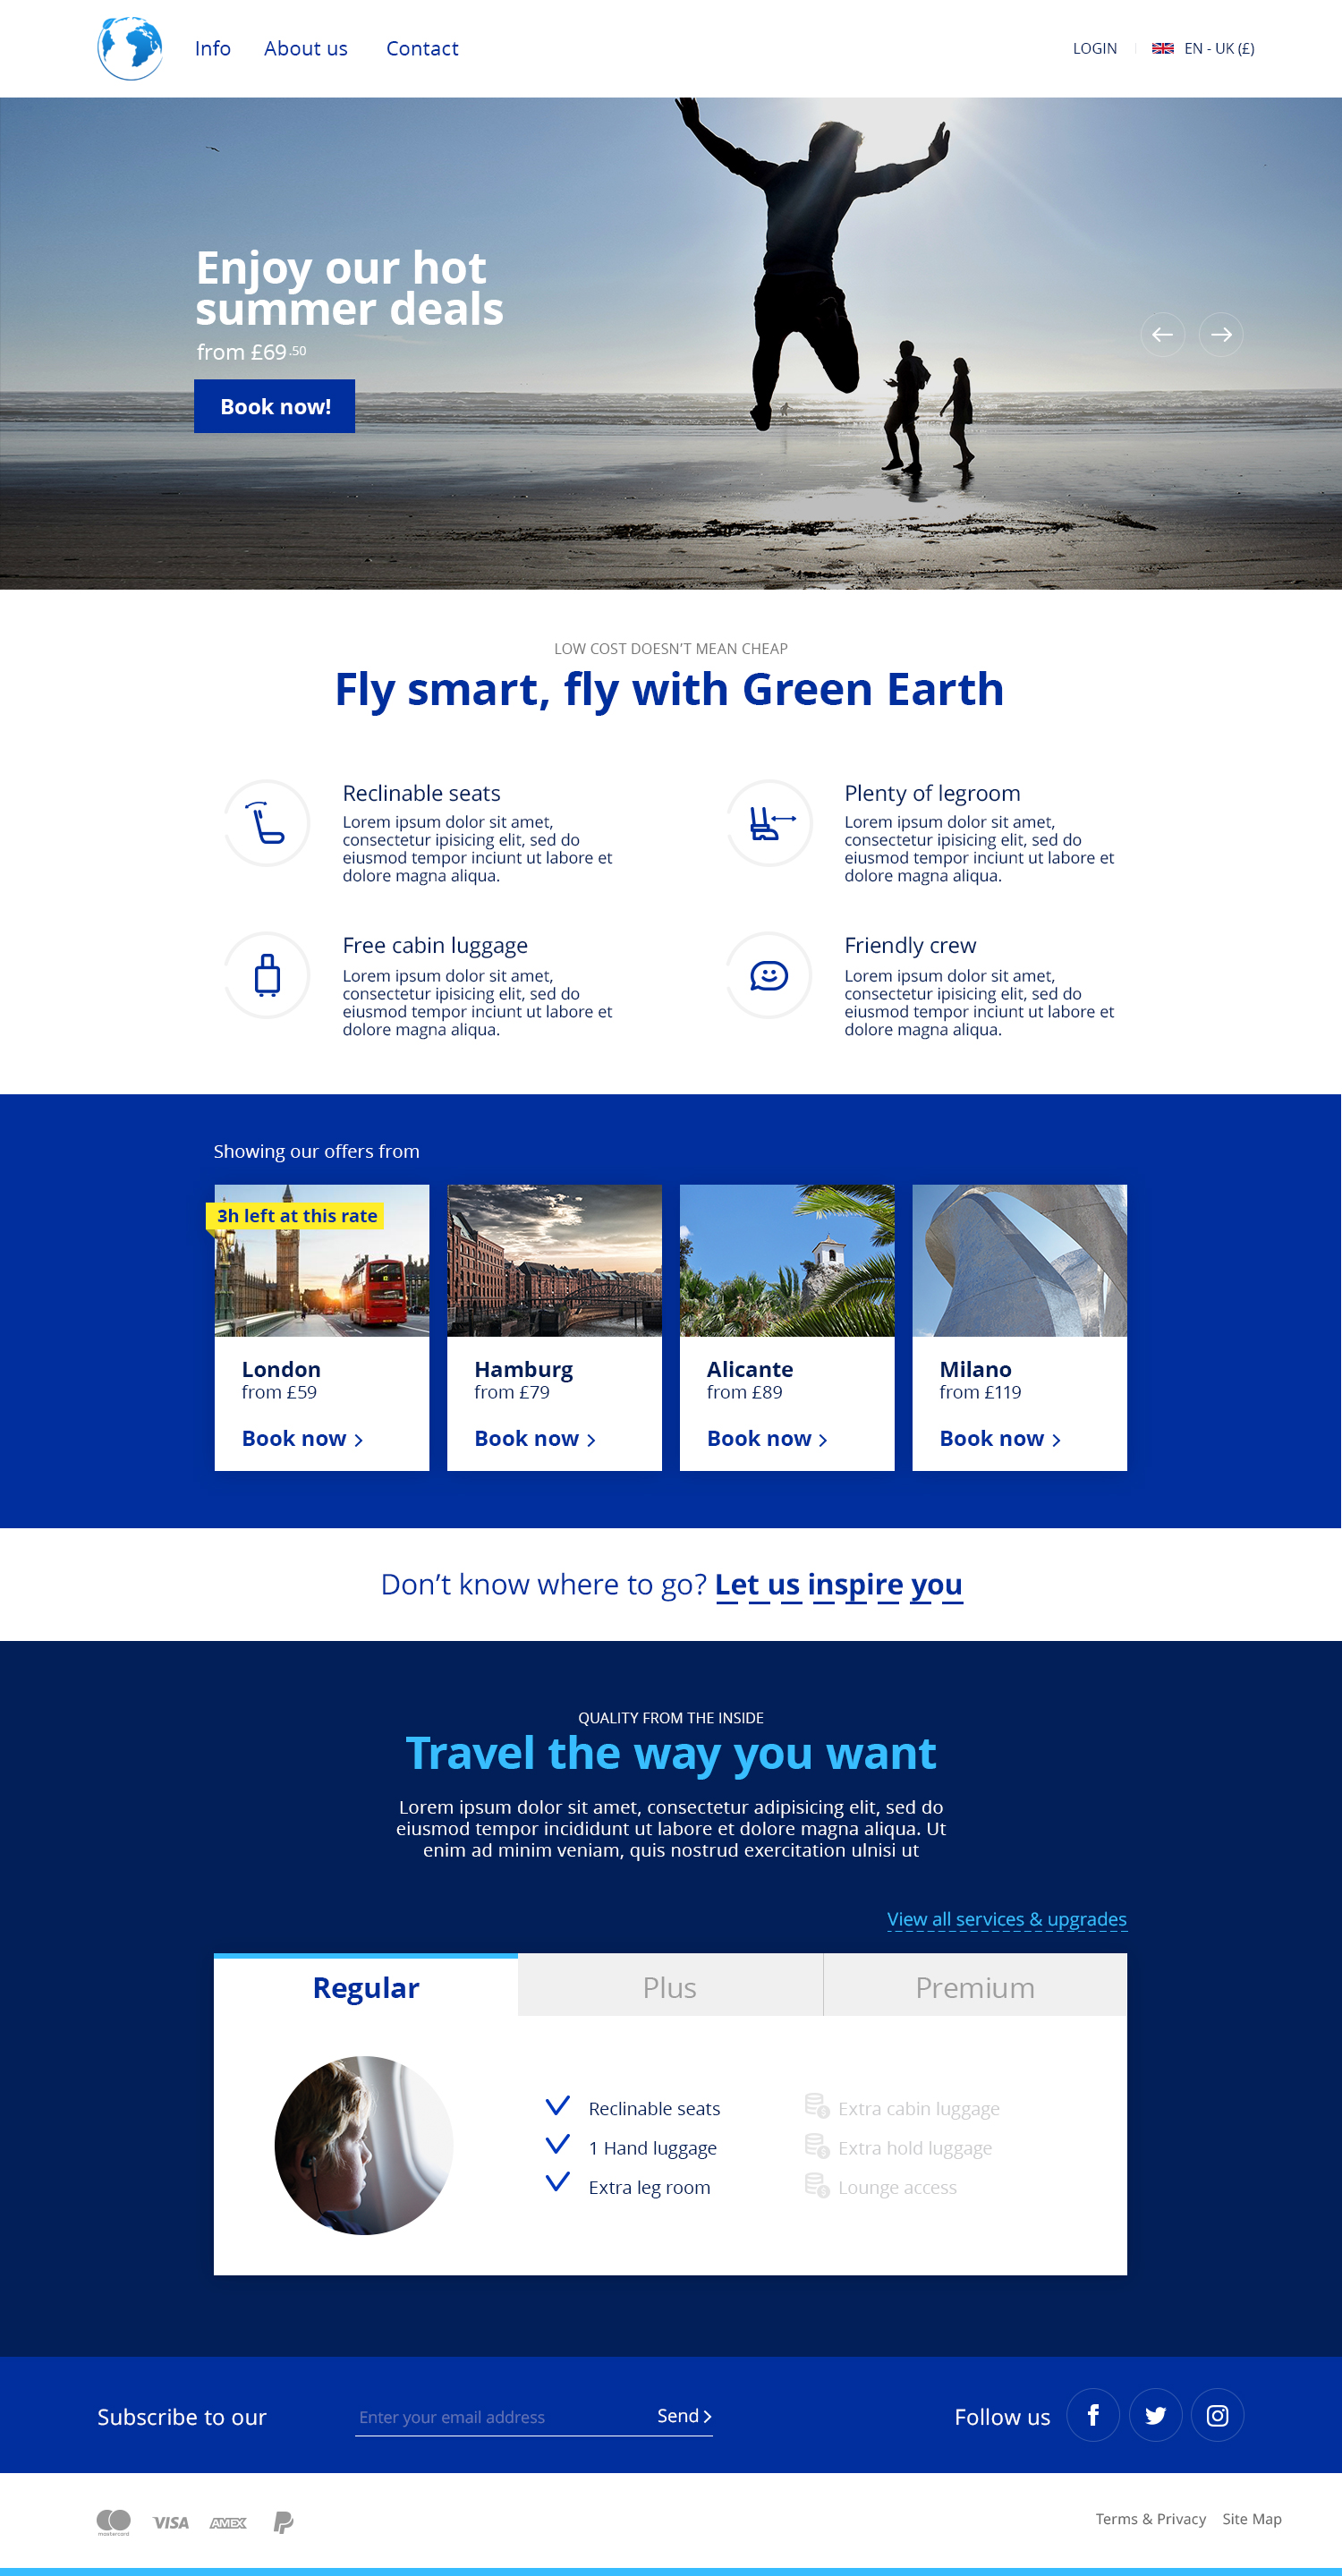 Info About us Contact
LOGIN EN - UK (£)
Enjoy our hot
summer deals
from £69.50
Book now!
LOW COST DOESN’T MEAN CHEAP
Fly smart, fly with Green Earth
Reclinable seats
Lorem ipsum dolor sit amet,
consectetur ipisicing elit, sed do
eiusmod tempor inciunt ut labore et
dolore magna aliqua.
Plenty of legroom
Lorem ipsum dolor sit amet,
consectetur ipisicing elit, sed do
eiusmod tempor inciunt ut labore et
dolore magna aliqua.
Free cabin luggage
Lorem ipsum dolor sit amet,
consectetur ipisicing elit, sed do
eiusmod tempor inciunt ut labore et
dolore magna aliqua.
Friendly crew
Lorem ipsum dolor sit amet,
consectetur ipisicing elit, sed do
eiusmod tempor inciunt ut labore et
dolore magna aliqua.
Showing our offers from
3h left at this rate
London
from £59
Book now
Hamburg
from £79
Book now
Alicante
from £89
Book now
Milano
from £119
Book now
Don’t know where to go? Let us inspire you
QUALITY FROM THE INSIDE
Travel the way you want
Lorem ipsum dolor sit amet, consectetur adipisicing elit, sed do
eiusmod tempor incididunt ut labore et dolore magna aliqua. Ut
enim ad minim veniam, quis nostrud exercitation ulnisi ut
View all services & upgrades
Regular
Plus
Premium
Reclinable seats
1 Hand luggage
Extra leg room
Extra cabin luggage
Extra hold luggage
Lounge access
Subscribe to our
Enter your email address
Send
Follow us
mastercard
VISA
AMEX
Terms & Privacy
Site Map